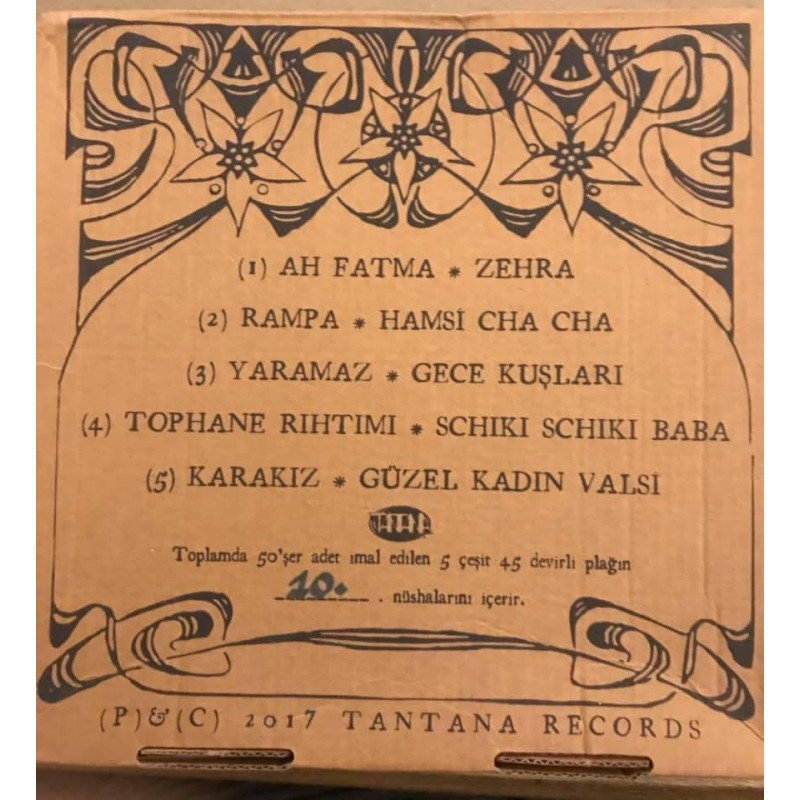 (1) AH FATMA * ZEHRA
(2) RAMPA * HAMSİ CHA CHA
(3) YARAMAZ * GECE KUŞLARI
(4) TOPHANE RIHTIMI * SCHIKI SCHIKI BABA
(5) KARAKIZ * GÜZEL KADIN VALSİ
Toplamda 50'şer adet imal edilen 5 çeşit 45 devirli plağın
10. . nüshalarını içerir.
(P)&(C) 2017 TANTANA RECORDS